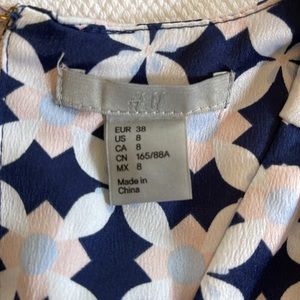 H&M
EUR 38
US 8
CA 8
CN 165/88A
MX 8
Made in
China